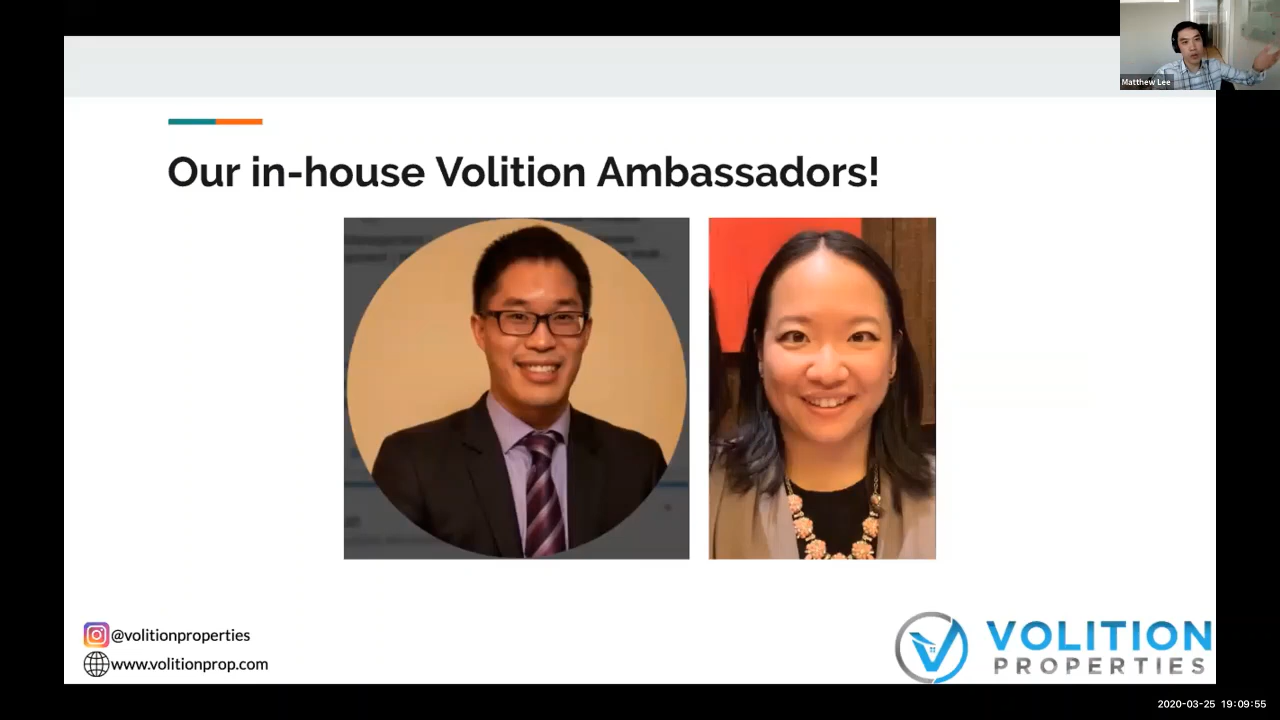 Matthew Lee
Our in-house Volition Ambassadors!
@volitionproperties
www.volitionprop.com
VOLITION
PROPERTIES
2020-03-25 19:09:55